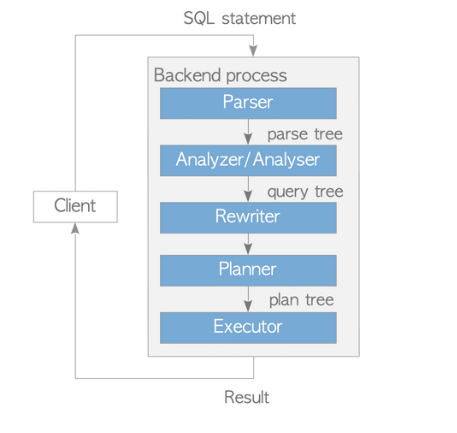 SQL statement
Backend process
Parser
parse tree
Analyzer/Analyser
query tree
Client
Rewriter
Planner
plan tree
Executor
Result